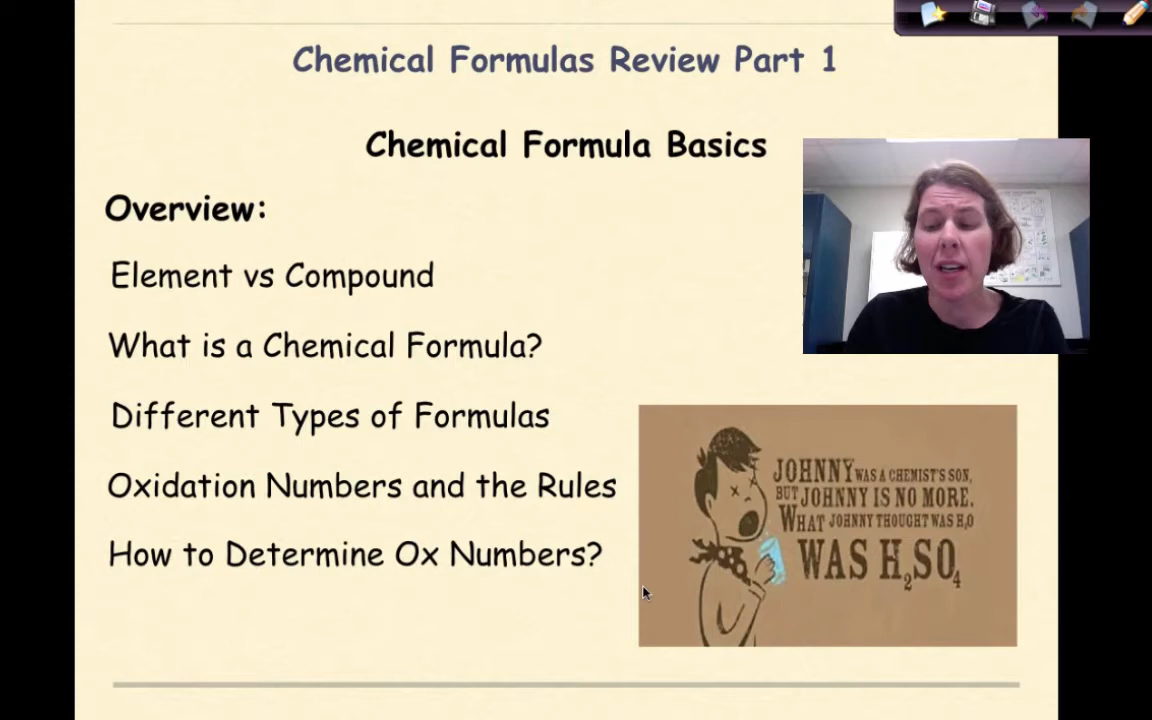 Chemical Formulas Review Part 1
Chemical Formula Basics
Overview:
Element vs Compound
What is a Chemical Formula?
Different Types of Formulas
Oxidation Numbers and the Rules
How to Determine Ox Numbers?
JOHNNY WAS A CHEMIST'S SON,
BUT JOHNNY IS NO MORE.
WHAT JOHNNY THOUGHT WAS H₂O
WAS H₂SO₄